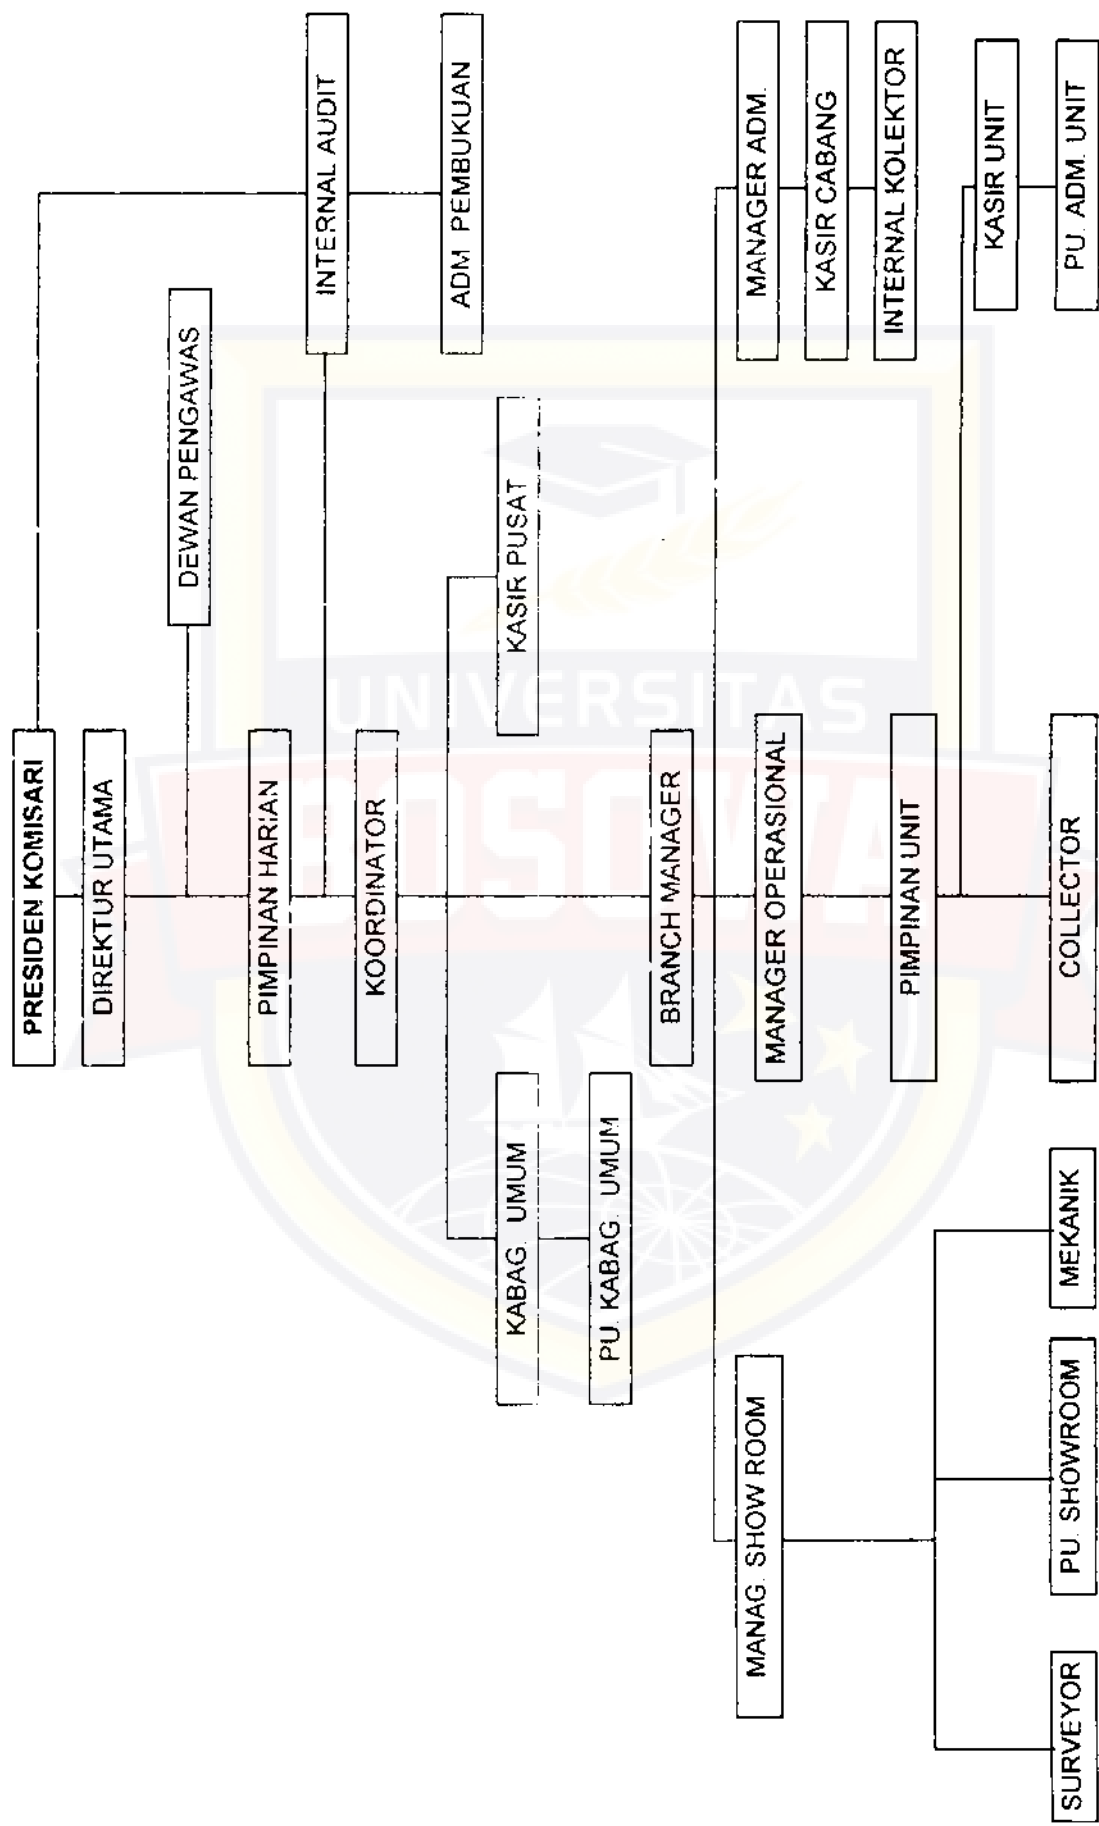 PRESIDEN KOMISARI
DIREKTUR UTAMA
DEWAN PENGAWAS
PIMPINAN HARIAN
INTERNAL AUDIT
KOORDINATOR
ADM PEMBUKUAN
KABAG. UMUM
KASIR PUSAT
PU. KABAG. UMUM
BRANCH MANAGER
MANAG. SHOW ROOM
MANAGER OPERASIONAL
MANAGER ADM.
KASIR CABANG
INTERNAL KOLEKTOR
PIMPINAN UNIT
KASIR UNIT
SURVEYOR
PU. SHOWROOM
MEKANIK
COLLECTOR
PU. ADM. UNIT
UNIVERSITAS
BOSOWA